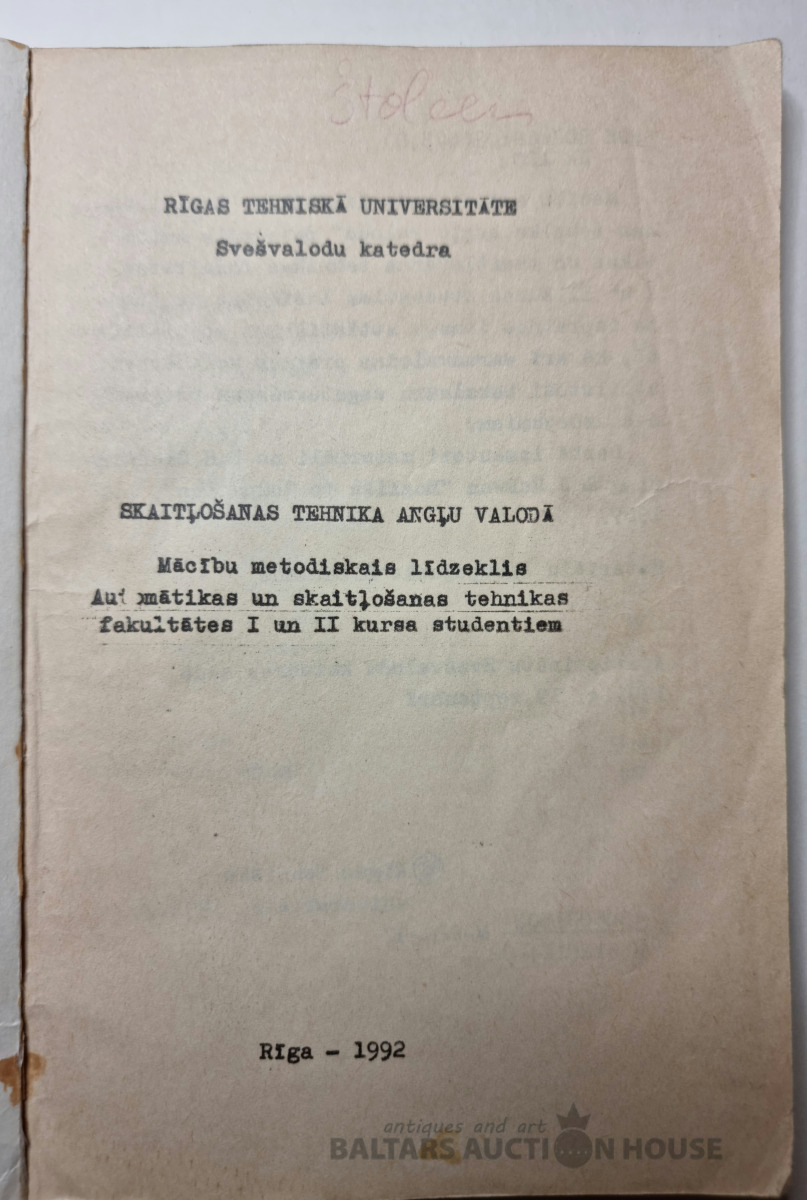 RĪGAS TEHNISKĀ UNIVERSITĀTE
Svešvalodu katedra
SKAITĻOŠANAS TEHNIKA ANGĻU VALODĀ
Mācību metodiskais līdzeklis
Automātikas un skaitļošanas tehnikas
fakultātes I un II kursa studentiem
Rīga - 1992
antiques and art
BALTARS AUCTION HOUSE